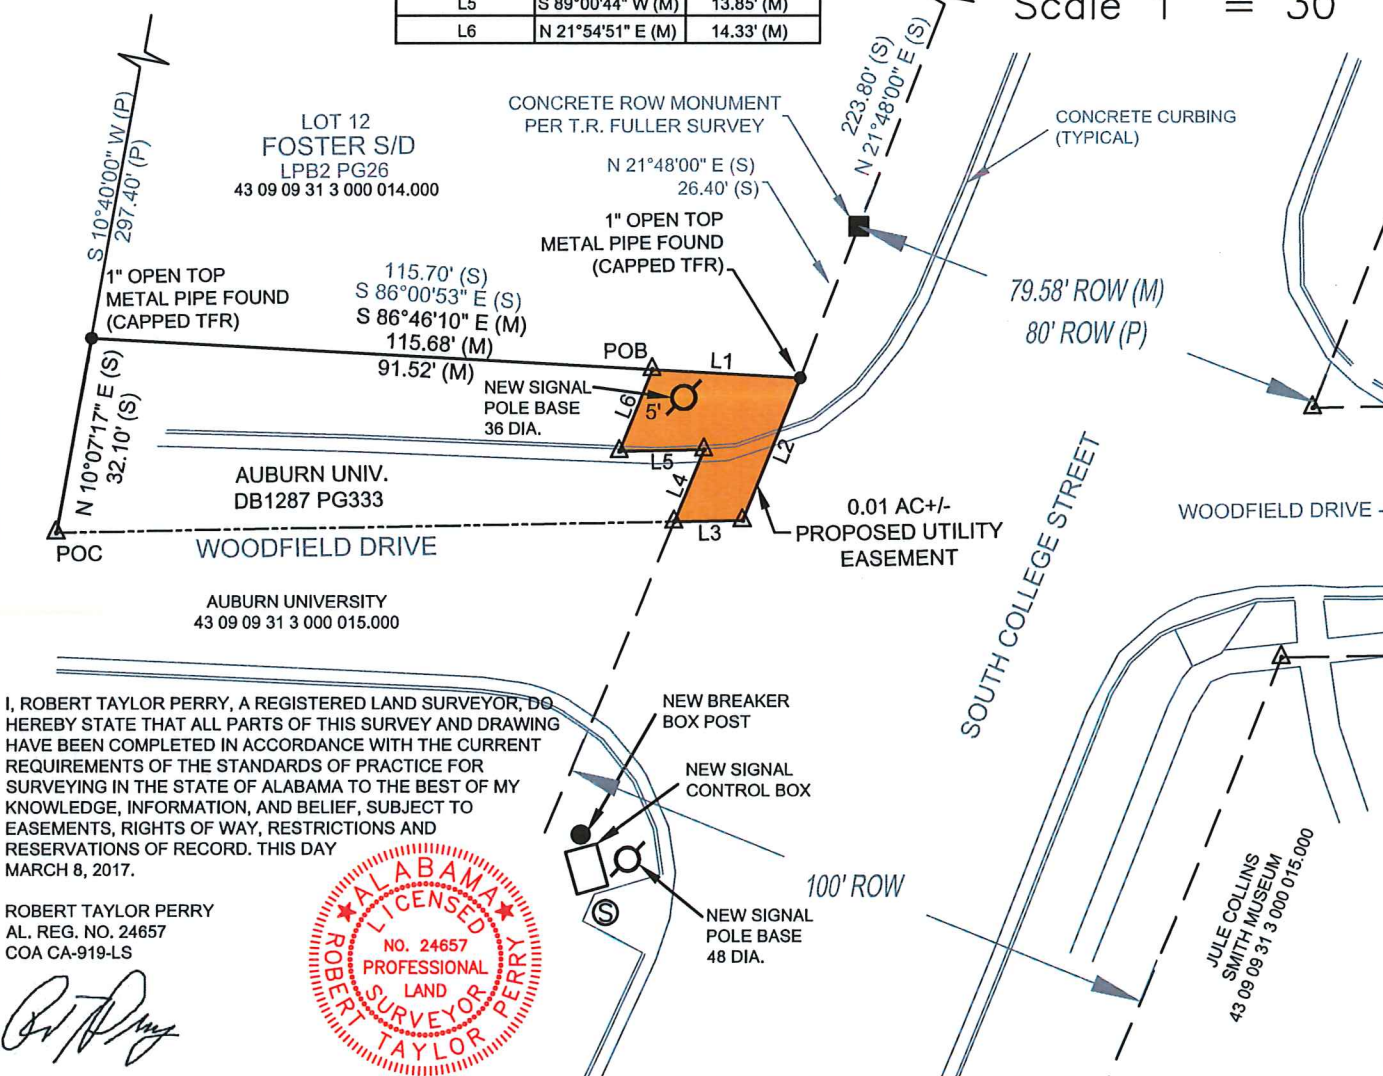 L5 S 89°00'44" W (M) 13.85' (M)
L6 N 21°54'51" E (M) 14.33' (M)
Scale 1" = 30'
S 10°40'00" W (P)
297.40' (P)
LOT 12
FOSTER S/D
LPB2 PG26
43 09 09 31 3 000 014.000
CONCRETE ROW MONUMENT
PER T.R. FULLER SURVEY
N 21°48'00" E (S)
26.40' (S)
223.80' (S)
N 21°48'00" E (S)
CONCRETE CURBING
(TYPICAL)
1" OPEN TOP
METAL PIPE FOUND
(CAPPED TFR)
1" OPEN TOP
METAL PIPE FOUND
(CAPPED TFR)
115.70' (S)
S 86°00'53" E (S)
S 86°46'10" E (M)
115.68' (M)
91.52' (M)
79.58' ROW (M)
80' ROW (P)
POB
L1
NEW SIGNAL
POLE BASE
36 DIA.
L6
5'
L5
L4
L2
L3
N 10°07'17" E (S)
32.10' (S)
AUBURN UNIV.
DB1287 PG333
POC
WOODFIELD DRIVE
0.01 AC+/-
PROPOSED UTILITY
EASEMENT
SOUTH COLLEGE STREET
WOODFIELD DRIVE -
AUBURN UNIVERSITY
43 09 09 31 3 000 015.000
I, ROBERT TAYLOR PERRY, A REGISTERED LAND SURVEYOR, DO
HEREBY STATE THAT ALL PARTS OF THIS SURVEY AND DRAWING
HAVE BEEN COMPLETED IN ACCORDANCE WITH THE CURRENT
REQUIREMENTS OF THE STANDARDS OF PRACTICE FOR
SURVEYING IN THE STATE OF ALABAMA TO THE BEST OF MY
KNOWLEDGE, INFORMATION, AND BELIEF, SUBJECT TO
EASEMENTS, RIGHTS OF WAY, RESTRICTIONS AND
RESERVATIONS OF RECORD. THIS DAY
MARCH 8, 2017.
ROBERT TAYLOR PERRY
AL. REG. NO. 24657
COA CA-919-LS
ALABAMA
LICENSED
NO. 24657
PROFESSIONAL
LAND
SURVEYOR
ROBERT TAYLOR PERRY
NEW BREAKER
BOX POST
NEW SIGNAL
CONTROL BOX
S
NEW SIGNAL
POLE BASE
48 DIA.
100' ROW
JULE COLLINS
SMITH MUSEUM
43 09 09 31 3 000 015.000